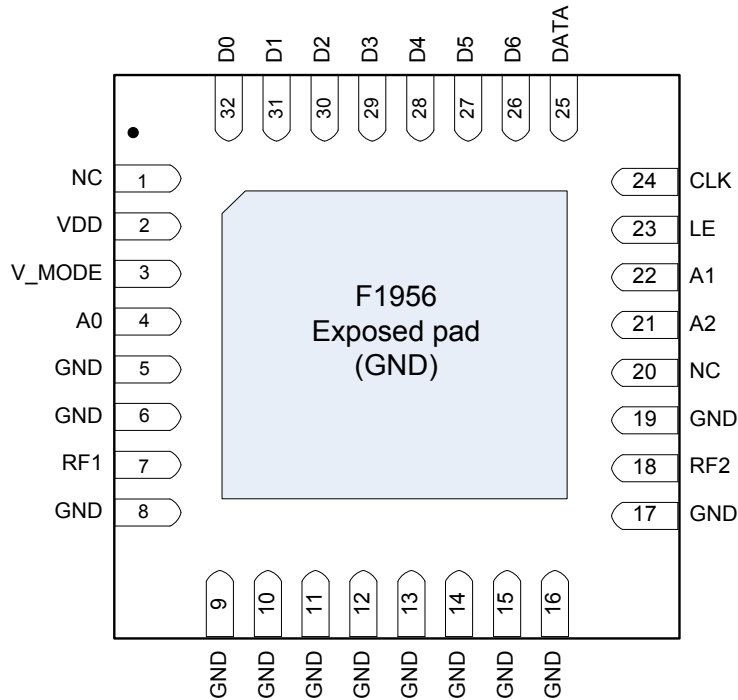 D0 D1 D2 D3 D4 D5 D6 DATA
32 31 30 29 28 27 26 25
NC 1
VDD 2
V_MODE 3
A0 4
GND 5
GND 6
RF1 7
GND 8
F1956
Exposed pad
(GND)
24 CLK
23 LE
22 A1
21 A2
20 NC
19 GND
18 RF2
17 GND
9 10 11 12 13 14 15 16
GND GND GND GND GND GND GND GND